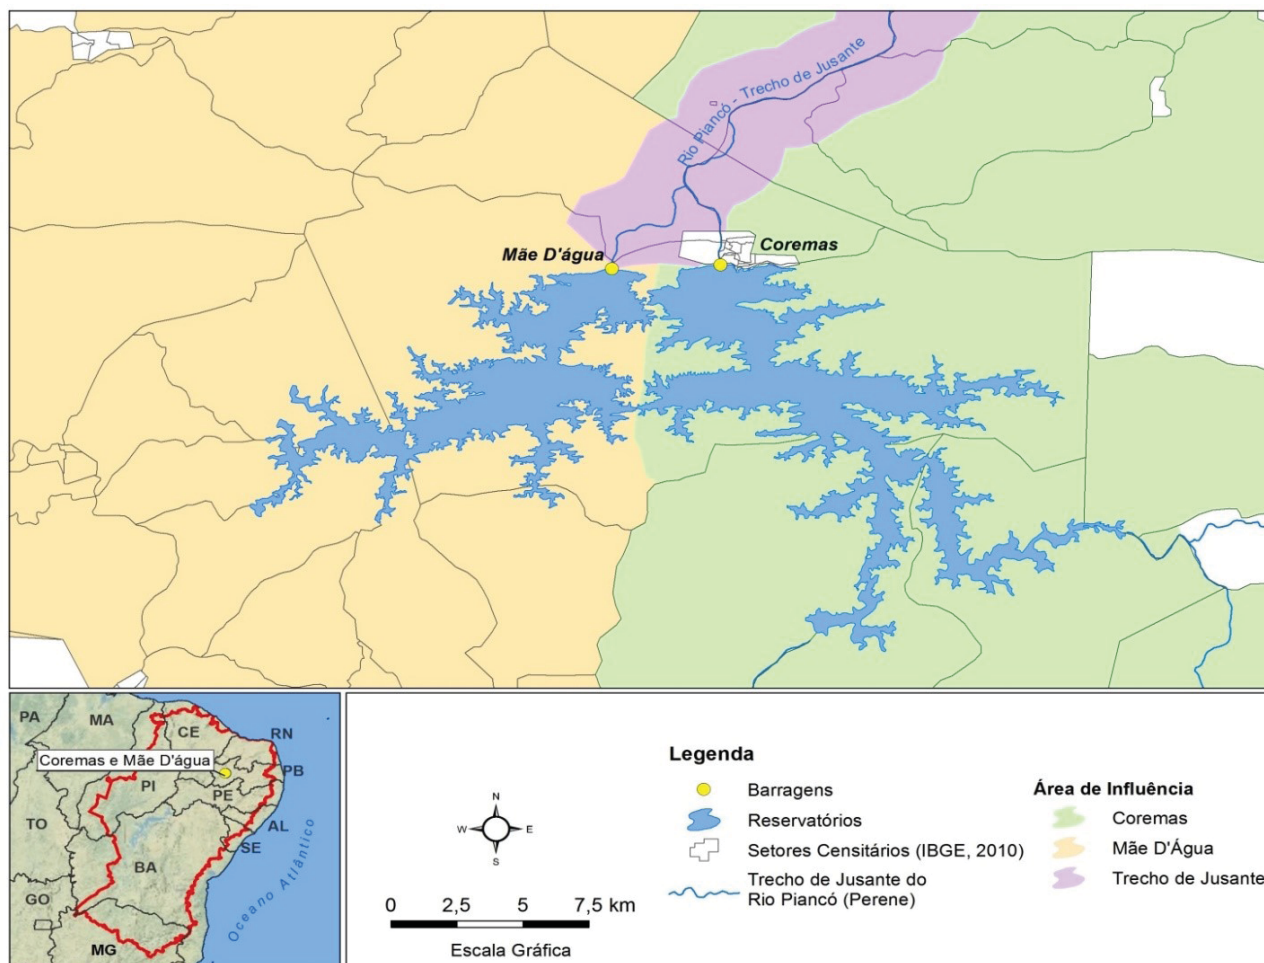 Rio Piancó - Trecho de Jusante
Mãe D'água
Coremas
PA
MA
CE
RN
Coremas e Mãe D'água
PB
PI
PE
TO
AL
SE
BA
GO
MG
Oceano Atlântico
N
W
E
S
0
2,5
5
7,5 km
Escala Gráfica
Legenda
Barragens
Reservatórios
Setores Censitários (IBGE, 2010)
Trecho de Jusante do
Rio Piancó (Perene)
Área de Influência
Coremas
Mãe D'Água
Trecho de Jusante